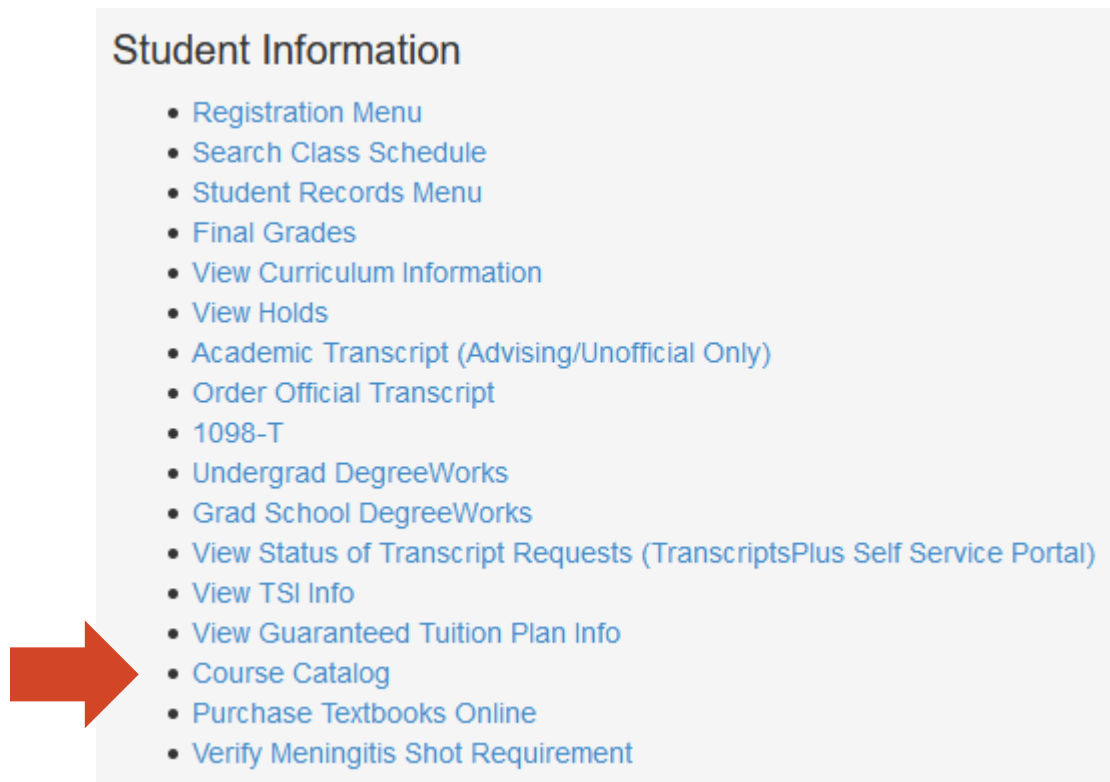 Student Information
Registration Menu
Search Class Schedule
Student Records Menu
Final Grades
View Curriculum Information
View Holds
Academic Transcript (Advising/Unofficial Only)
Order Official Transcript
1098-T
Undergrad DegreeWorks
Grad School DegreeWorks
View Status of Transcript Requests (TranscriptsPlus Self Service Portal)
View TSI Info
View Guaranteed Tuition Plan Info
Course Catalog
Purchase Textbooks Online
Verify Meningitis Shot Requirement